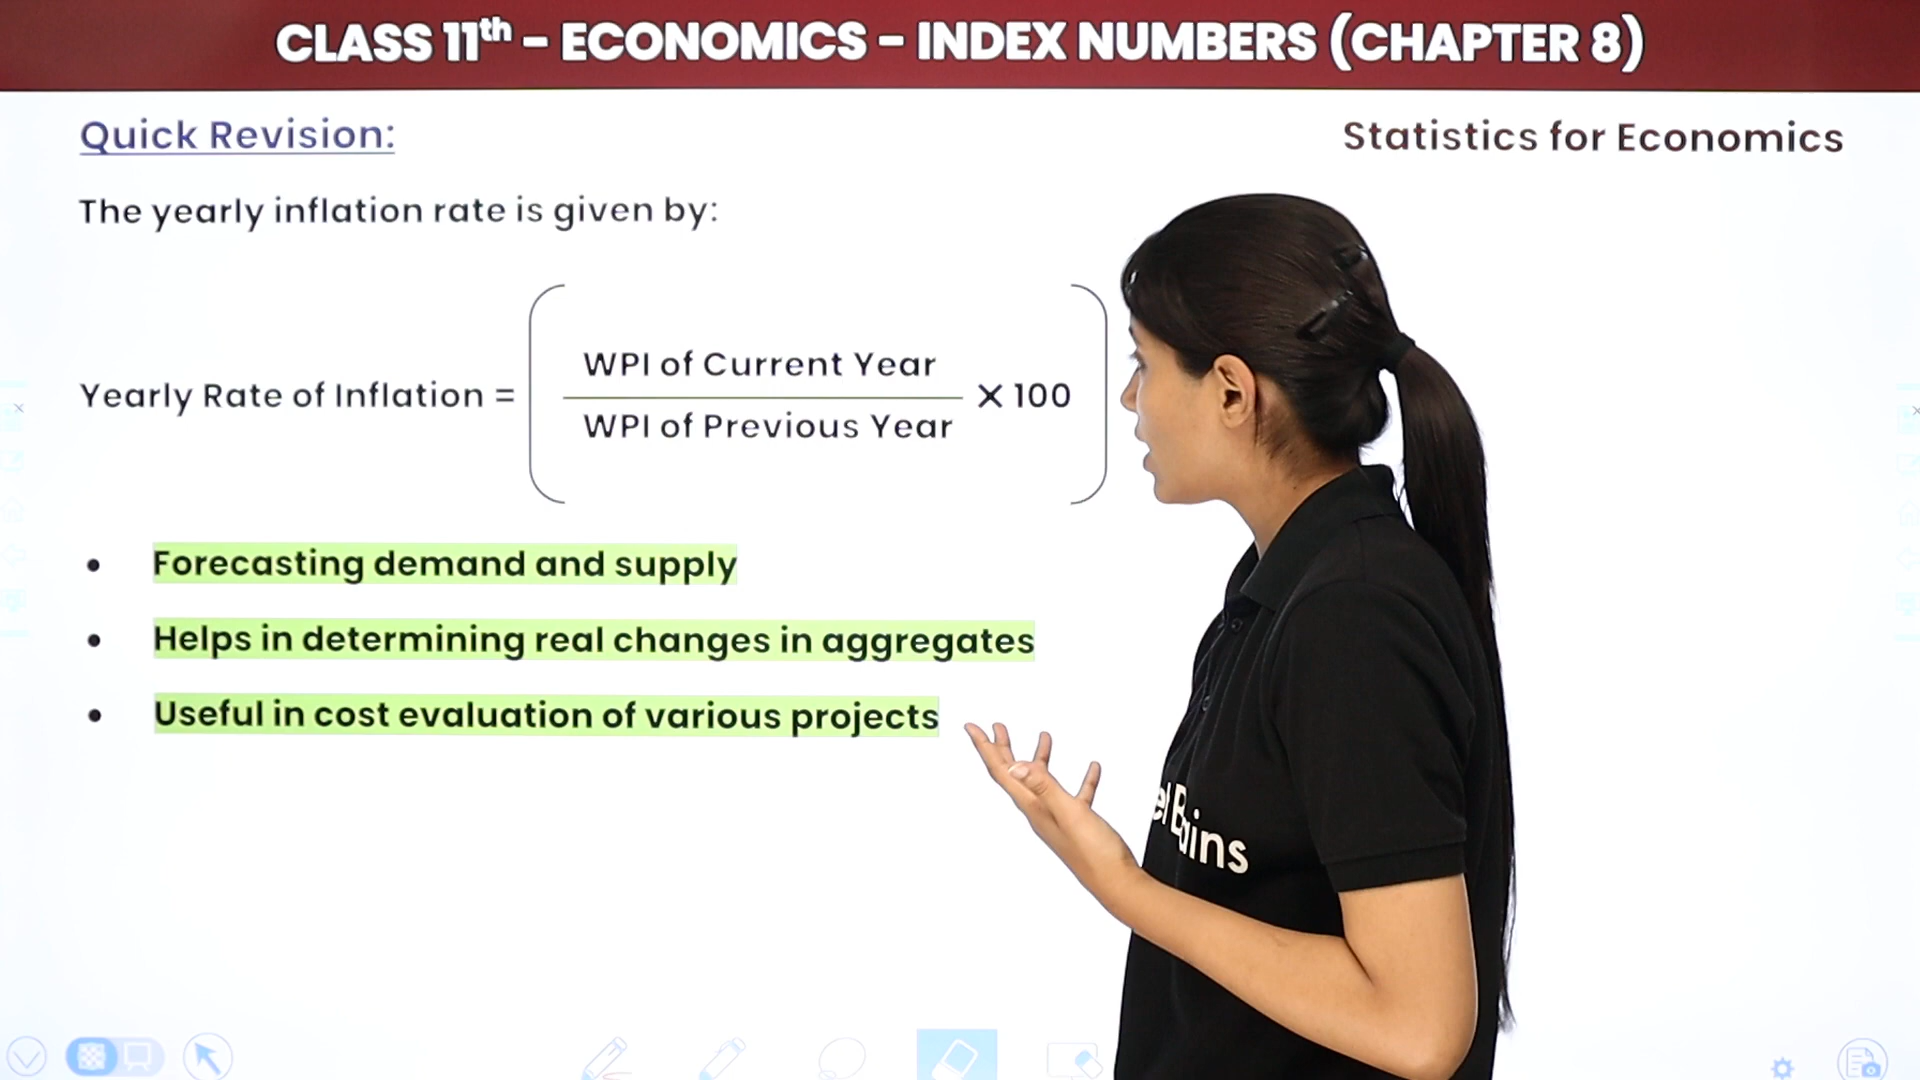 CLASS 11th - ECONOMICS - INDEX NUMBERS (CHAPTER 8)
Quick Revision:
Statistics for Economics
The yearly inflation rate is given by:
Yearly Rate of Inflation = ( WPI of Current Year
WPI of Previous Year
× 100 )
• Forecasting demand and supply
• Helps in determining real changes in aggregates
• Useful in cost evaluation of various projects